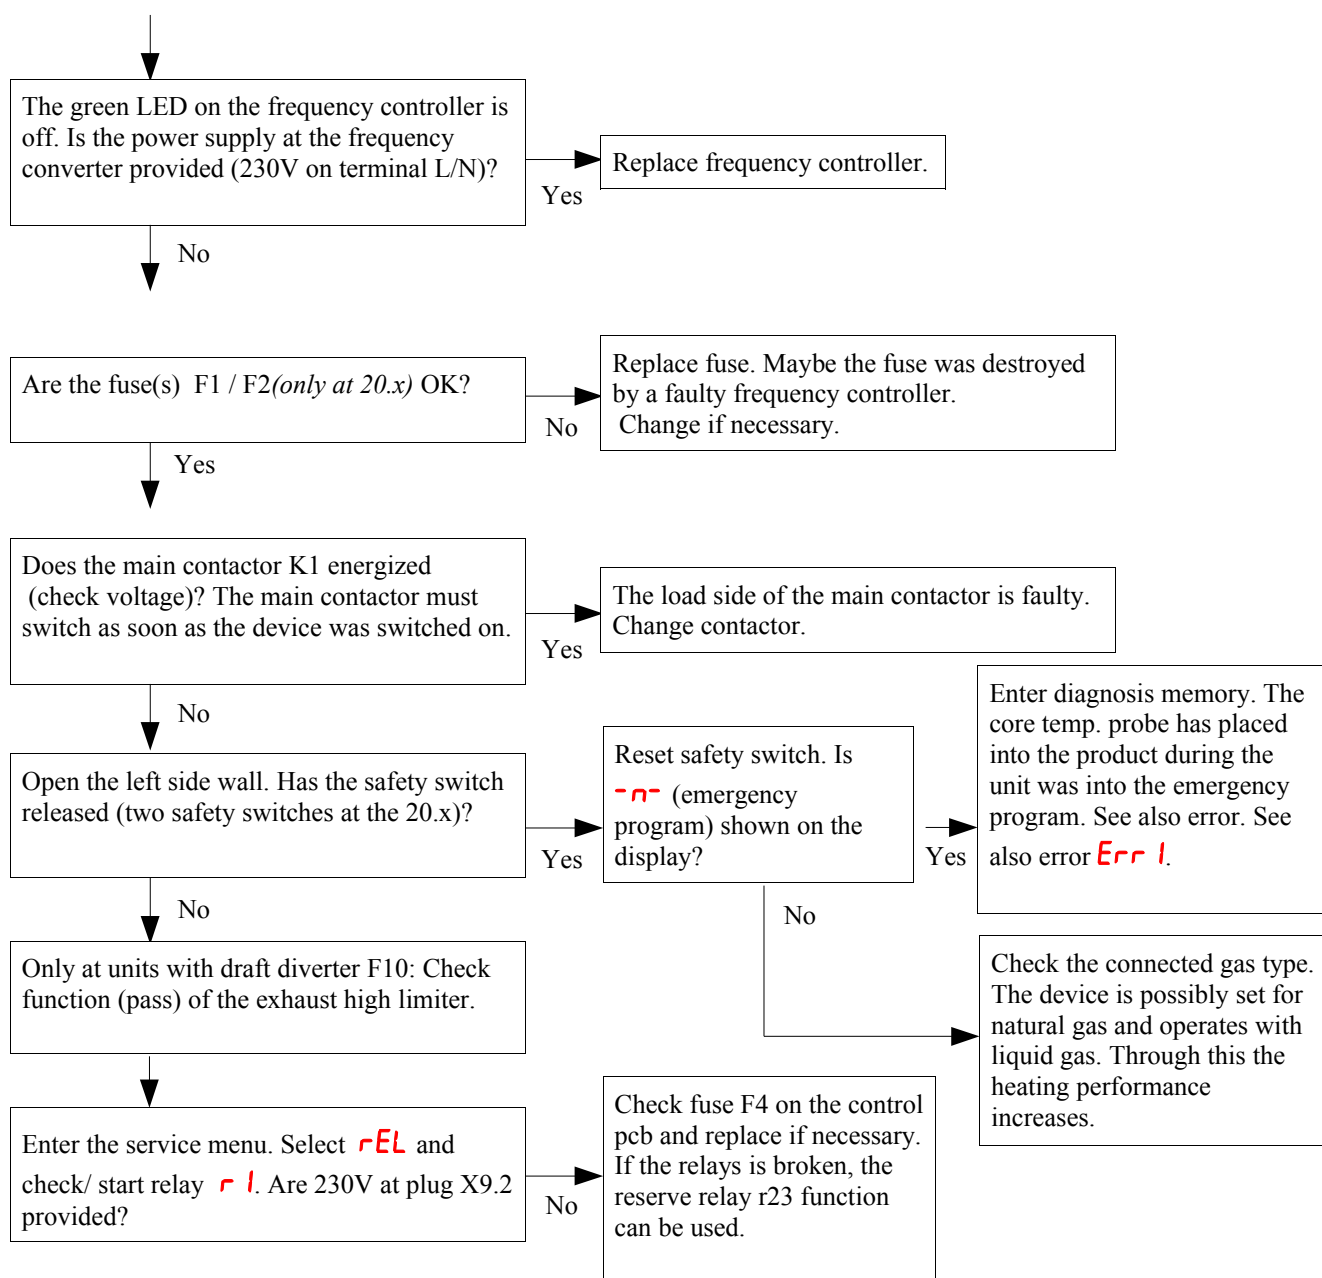 The green LED on the frequency controller is
off. Is the power supply at the frequency
converter provided (230V on terminal L/N)?
Yes
Replace frequency controller.
No
Are the fuse(s) F1 / F2(only at 20.x) OK?
No
Replace fuse. Maybe the fuse was destroyed
by a faulty frequency controller.
Change if necessary.
Yes
Does the main contactor K1 energized
(check voltage)? The main contactor must
switch as soon as the device was switched on.
Yes
The load side of the main contactor is faulty.
Change contactor.
No
Open the left side wall. Has the safety switch
released (two safety switches at the 20.x)?
Yes
Reset safety switch. Is
-n- (emergency
program) shown on the
display?
Yes
Enter diagnosis memory. The
core temp. probe has placed
into the product during the
unit was into the emergency
program. See also error. See
also error Err 1.
No
Check the connected gas type.
The device is possibly set for
natural gas and operates with
liquid gas. Through this the
heating performance
increases.
No
Only at units with draft diverter F10: Check
function (pass) of the exhaust high limiter.
Enter the service menu. Select rEL and
check/ start relay r 1. Are 230V at plug X9.2
provided?
No
Check fuse F4 on the control
pcb and replace if necessary.
If the relays is broken, the
reserve relay r23 function
can be used.